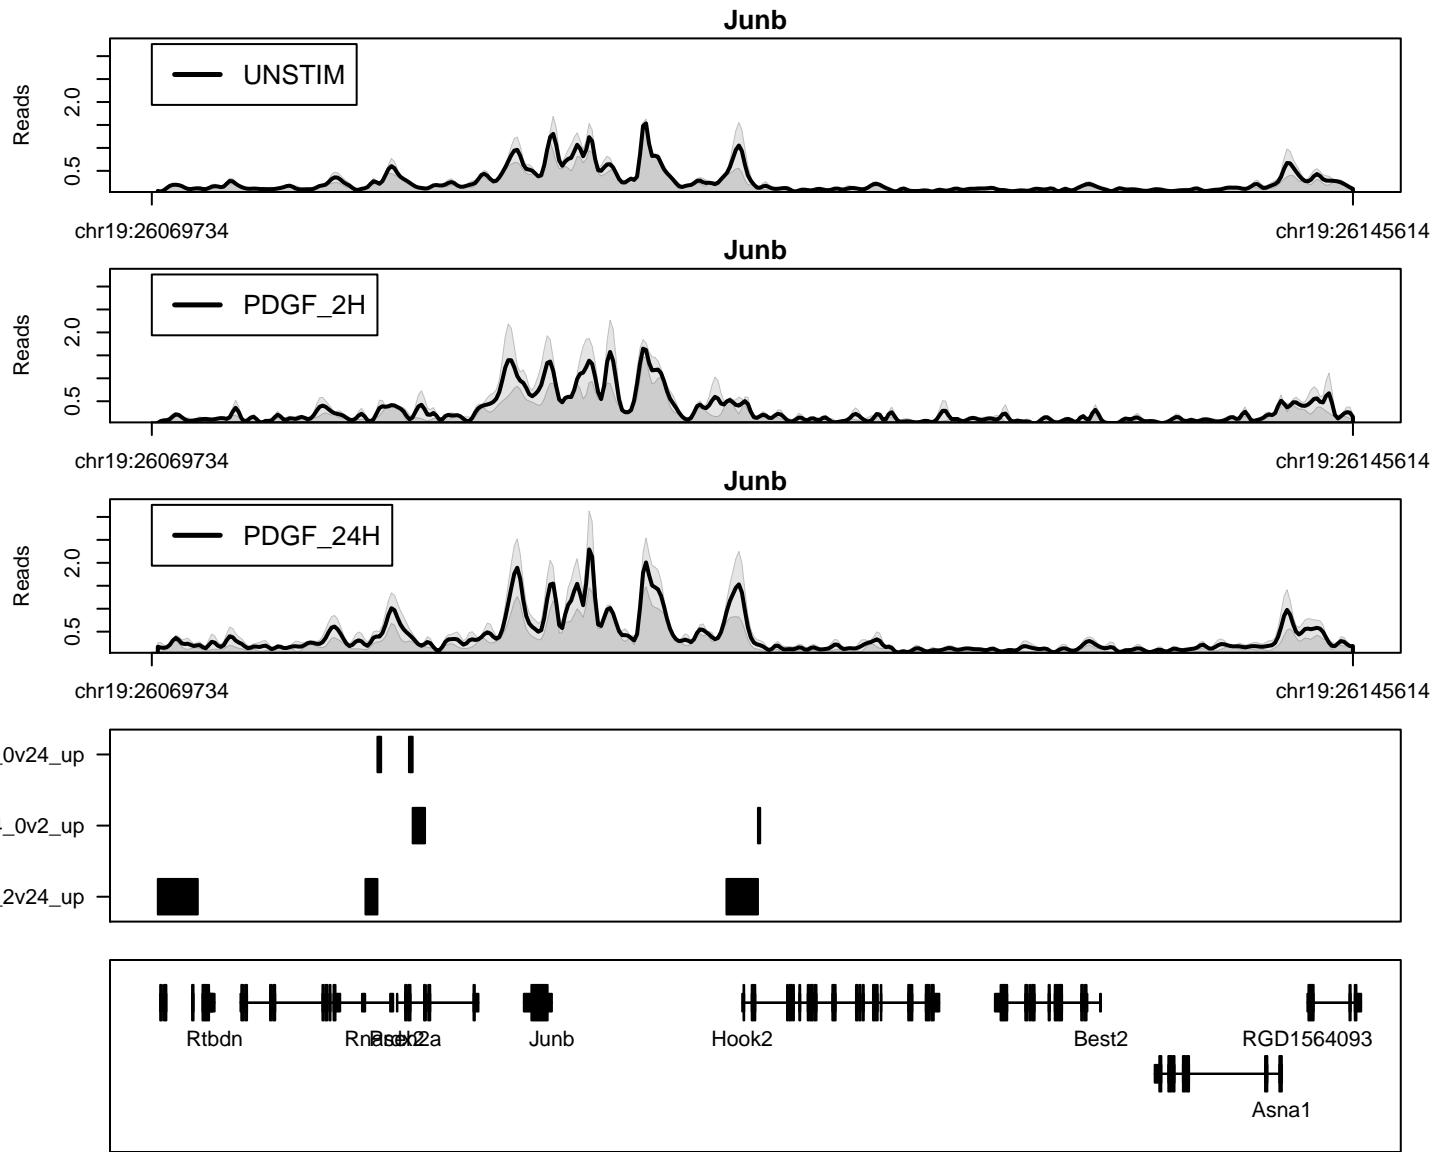 Junb
UNSTIM
Reads
0.5 2.0
chr19:26069734 chr19:26145614
Junb
PDGF_2H
Reads
0.5 2.0
chr19:26069734 chr19:26145614
Junb
PDGF_24H
Reads
0.5 2.0
chr19:26069734 chr19:26145614
_0v24_up
_0v2_up
_2v24_up
Rtbdn Junb Hook2 Best2 RGD1564093
Asna1